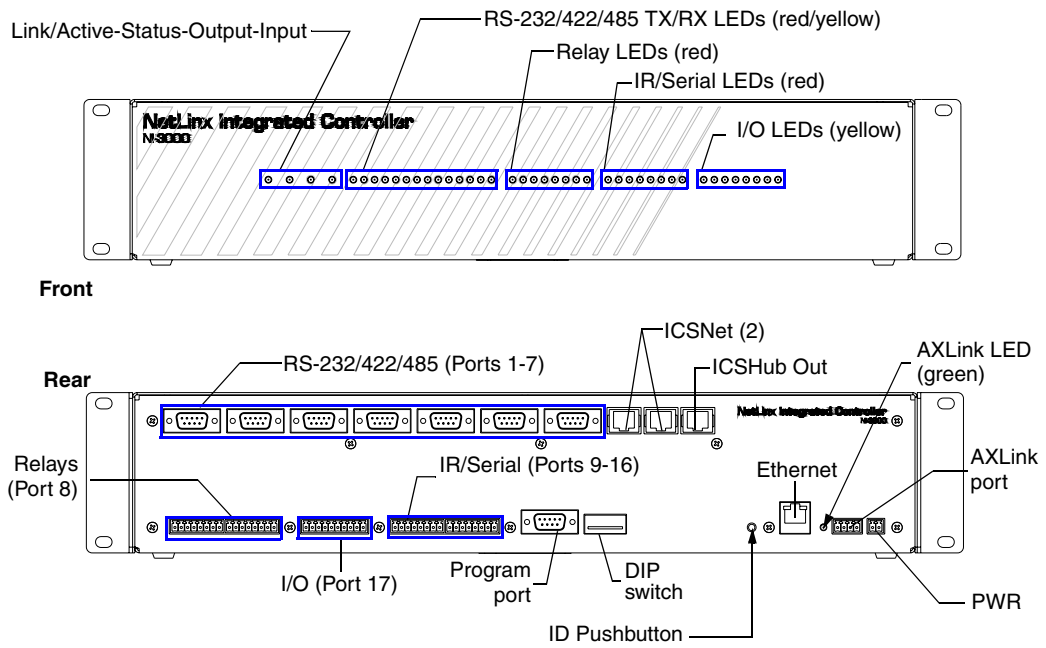 RS-232/422/485 TX/RX LEDs (red/yellow)
Link/Active-Status-Output-Input
Relay LEDs (red)
IR/Serial LEDs (red)
I/O LEDs (yellow)
NetLinx Integrated Controller
NI-3000
Front
ICSNet (2)
RS-232/422/485 (Ports 1-7)
ICSHub Out
AXLink LED
(green)
Rear
NetLinx Integrated Controller
NI-3000
Relays
(Port 8)
IR/Serial (Ports 9-16)
Ethernet
AXLink
port
I/O (Port 17)
Program
port
DIP
switch
PWR
ID Pushbutton